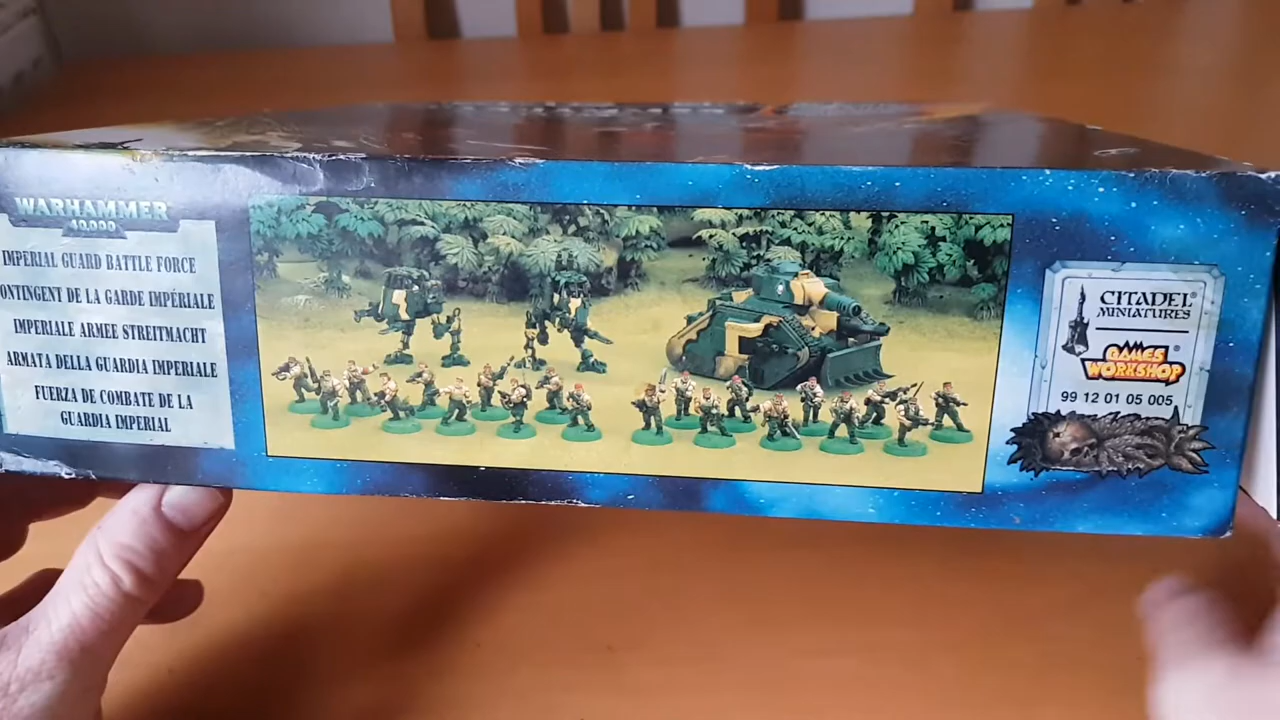 WARHAMMER
40,000
IMPERIAL GUARD BATTLE FORCE
CONTINGENT DE LA GARDE IMPÉRIALE
IMPERIALE ARMEE STREITMACHT
ARMATA DELLA GUARDIA IMPERIALE
FUERZA DE COMBATE DE LA
GUARDIA IMPERIAL
CITADEL®
MINIATURES
GAMES®
WORKSHOP
99 12 01 05 005